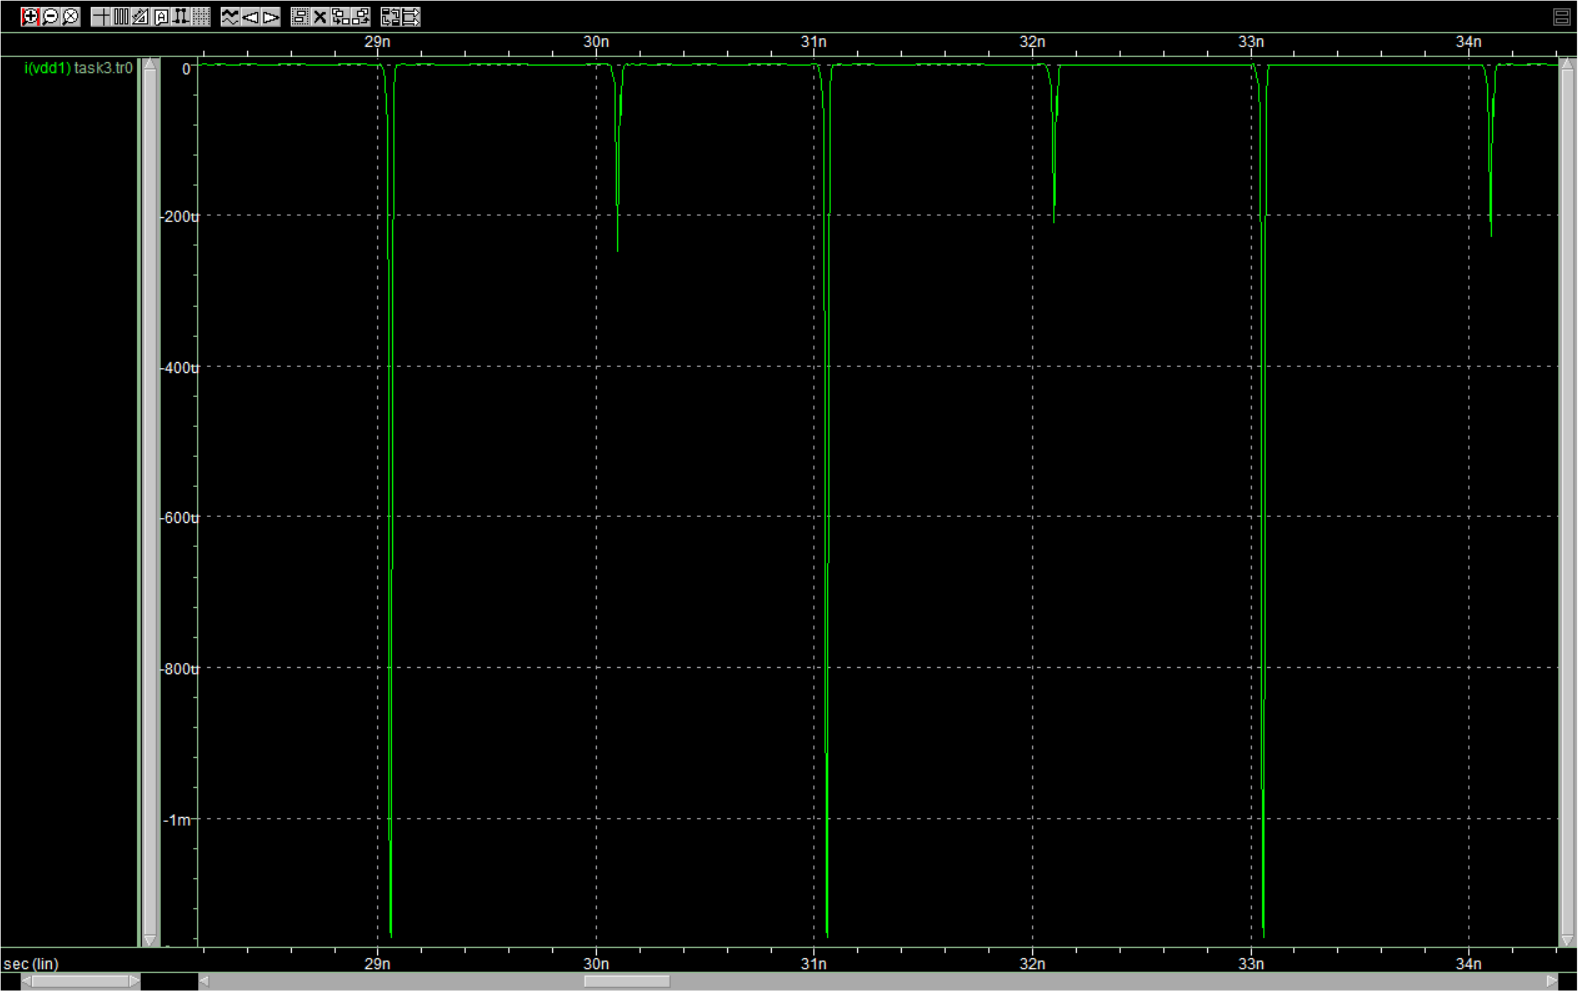 29n 30n 31n 32n 33n 34n
i(vdd1) task3.tr0
0
-200u
-400u
-600u
-800u
-1m
29n 30n 31n 32n 33n 34n
sec (lin)